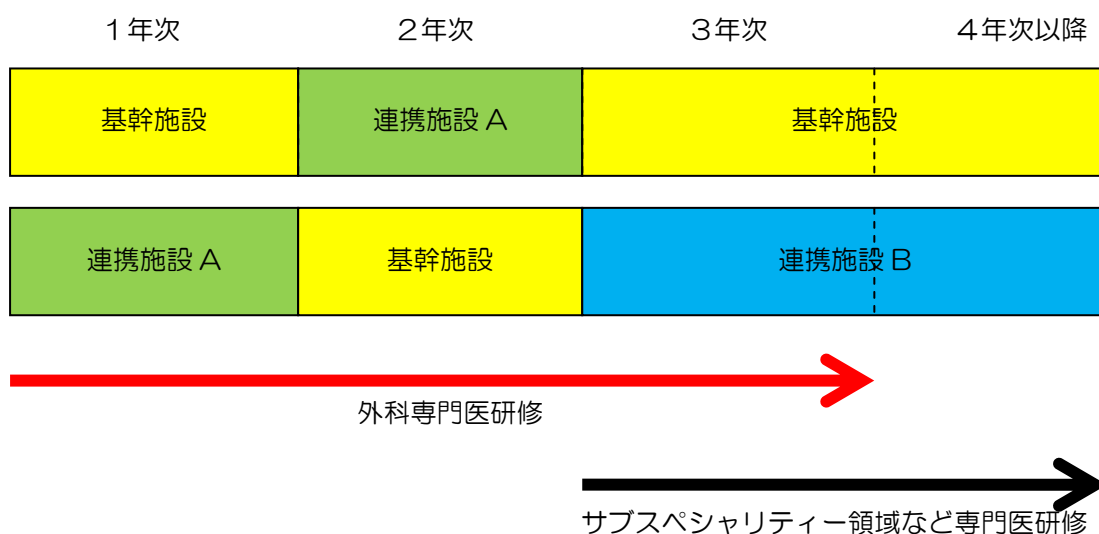 １年次 ２年次 ３年次 ４年次以降
基幹施設 連携施設 A 基幹施設
連携施設 A 基幹施設 連携施設 B
外科専門医研修
サブスペシャリティー領域など専門医研修